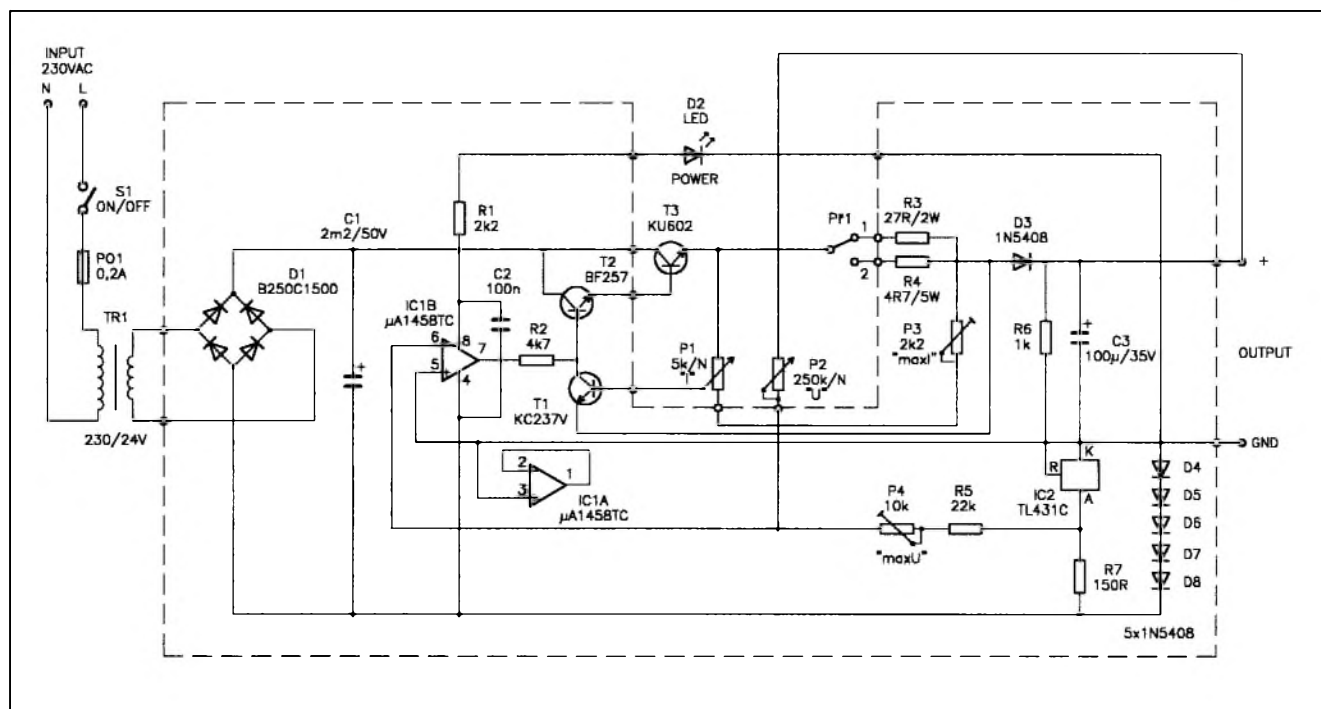 INPUT
230VAC
N L
S1
ON/OFF
PO1
0,2A
TR1
230/24V
D1
B250C1500
C1
2m2/50V
+
R1
2k2
C2
100n
IC1B
µA1458TC
6
8
7
5
4
R2
4k7
T2
BF257
T3
KU602
T1
KC237V
D2
LED
POWER
2
3
1
IC1A
µA1458TC
P1
5k/N
"I"
P2
250k/N
"U"
Př1
1
2
R3
27R/2W
R4
4R7/5W
P3
2k2
"maxI"
D3
1N5408
R6
1k
+
C3
100µ/35V
+
OUTPUT
GND
R
K
A
IC2
TL431C
P4
10k
"maxU"
R5
22k
R7
150R
D4
D5
D6
D7
D8
5x1N5408